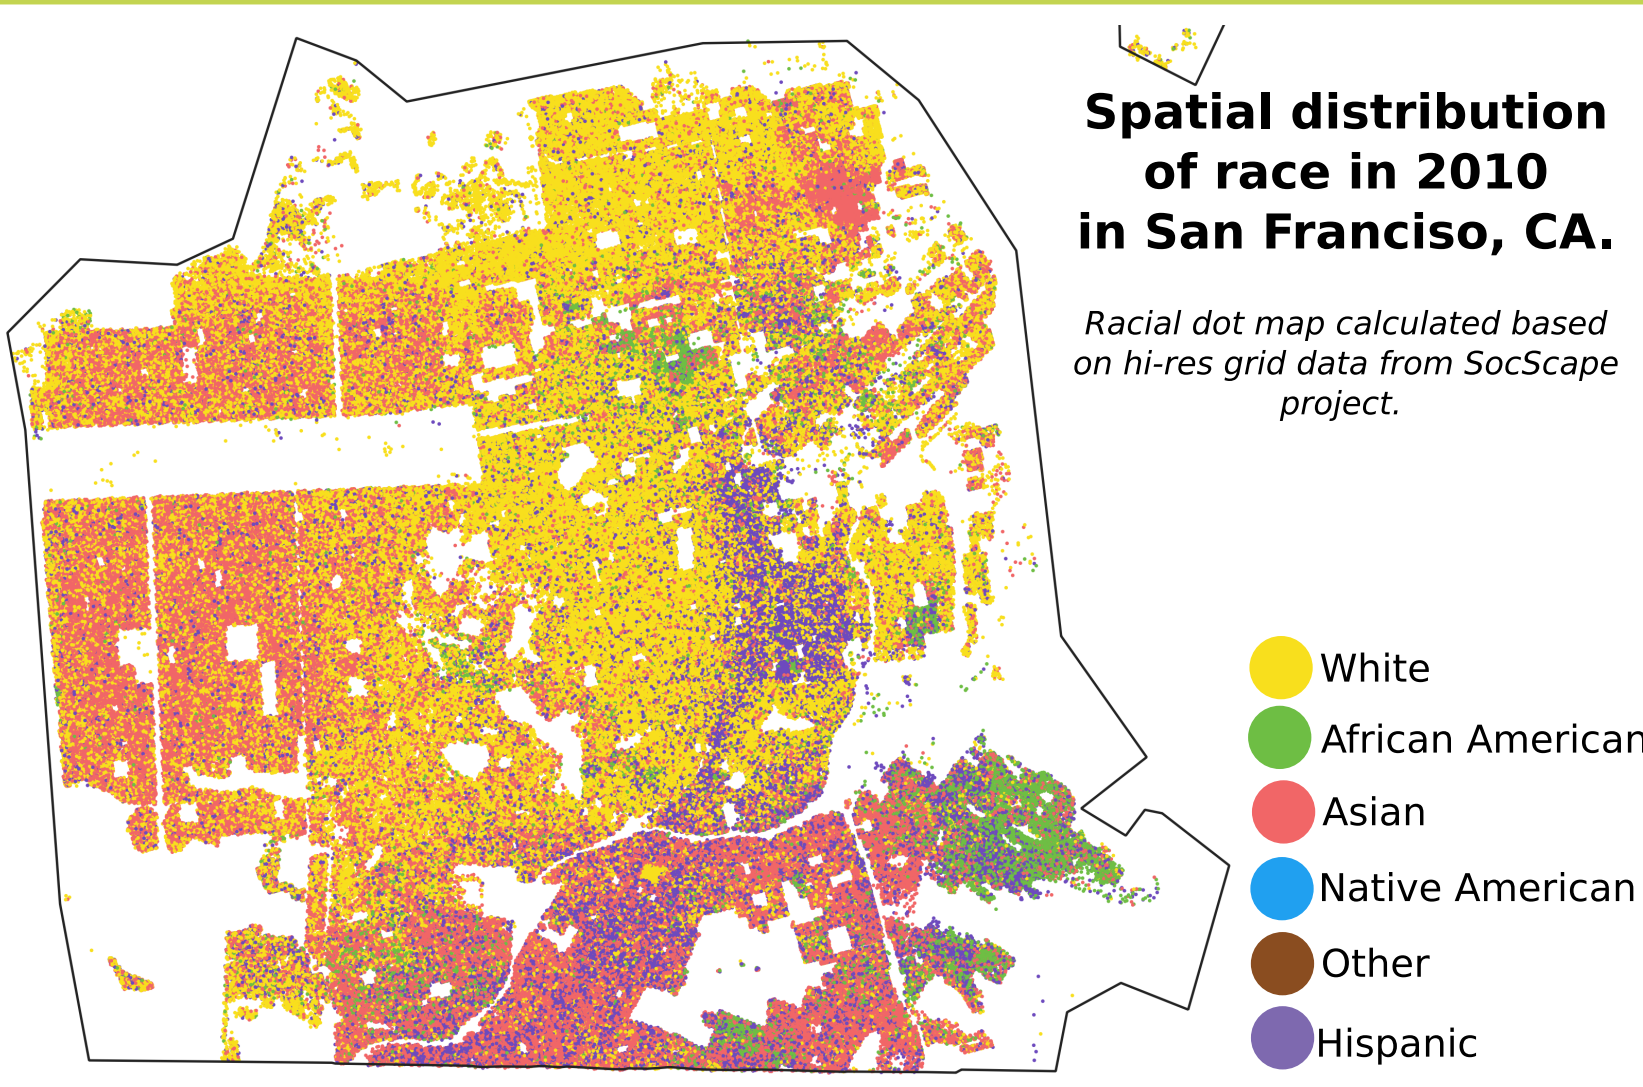 Spatial distribution
of race in 2010
in San Franciso, CA.
Racial dot map calculated based
on hi-res grid data from SocScape
project.
White
African American
Asian
Native American
Other
Hispanic